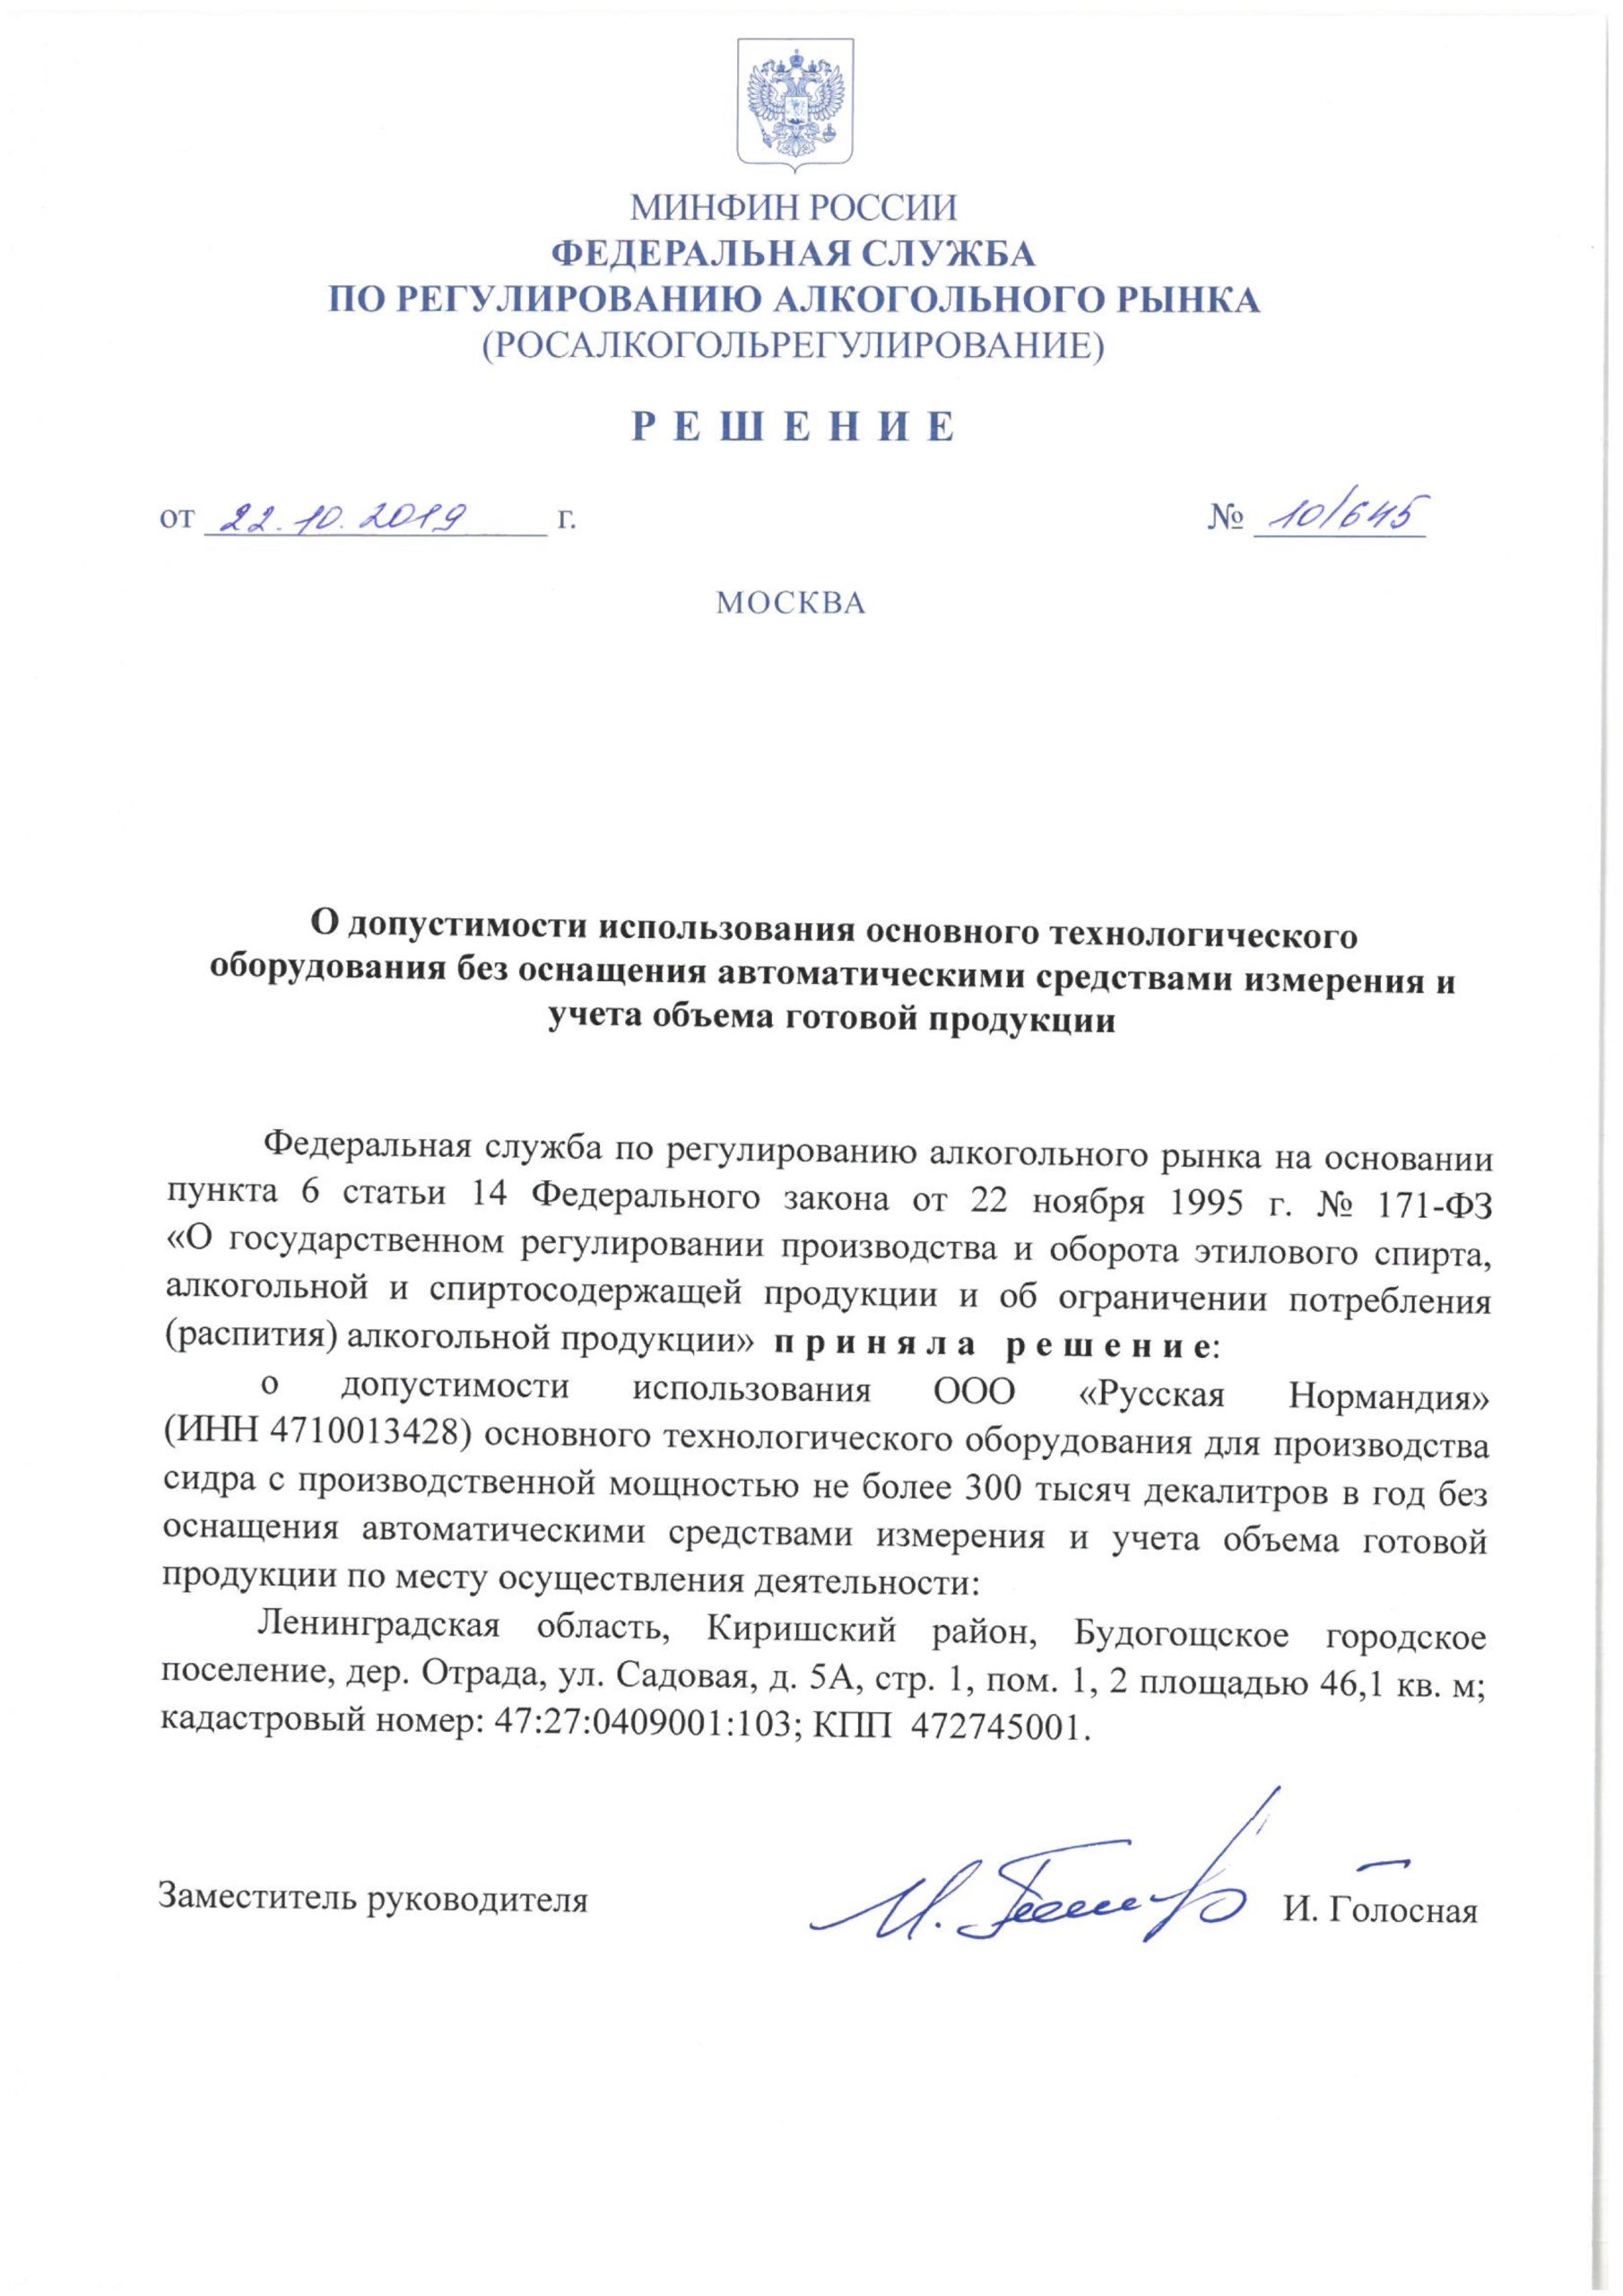 МИНФИН РОССИИ
ФЕДЕРАЛЬНАЯ СЛУЖБА
ПО РЕГУЛИРОВАНИЮ АЛКОГОЛЬНОГО РЫНКА
(РОСАЛКОГОЛЬРЕГУЛИРОВАНИЕ)
Р Е Ш Е Н И Е
от 22.10.2019 г. № 10/645
МОСКВА
О допустимости использования основного технологического
оборудования без оснащения автоматическими средствами измерения и
учета объема готовой продукции
Федеральная служба по регулированию алкогольного рынка на основании
пункта 6 статьи 14 Федерального закона от 22 ноября 1995 г. № 171-ФЗ
«О государственном регулировании производства и оборота этилового спирта,
алкогольной и спиртосодержащей продукции и об ограничении потребления
(распития) алкогольной продукции» п р и н я л а р е ш е н и е:
о допустимости использования ООО «Русская Нормандия»
(ИНН 4710013428) основного технологического оборудования для производства
сидра с производственной мощностью не более 300 тысяч декалитров в год без
оснащения автоматическими средствами измерения и учета объема готовой
продукции по месту осуществления деятельности:
Ленинградская область, Киришский район, Будогощское городское
поселение, дер. Отрада, ул. Садовая, д. 5А, стр. 1, пом. 1, 2 площадью 46,1 кв. м;
кадастровый номер: 47:27:0409001:103; КПП 472745001.
Заместитель руководителя И. Голосная